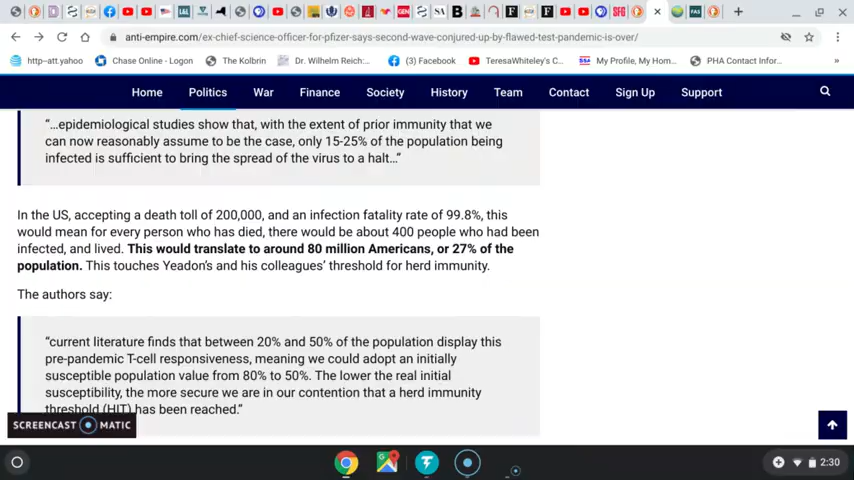 anti-empire.com/ex-chief-science-officer-for-pfizer-says-second-wave-conjured-up-by-flawed-test-pandemic-is-over/
http--att.yahoo Chase Online - Logon The Kolbrin Dr. Wilhelm Reich:... (3) Facebook TeresaWhiteley's C... My Profile, My Hom... PHA Contact Infor... »
Home Politics War Finance Society History Team Contact Sign Up Support
“…epidemiological studies show that, with the extent of prior immunity that we
can now reasonably assume to be the case, only 15-25% of the population being
infected is sufficient to bring the spread of the virus to a halt…”
In the US, accepting a death toll of 200,000, and an infection fatality rate of 99.8%, this
would mean for every person who has died, there would be about 400 people who had been
infected, and lived. This would translate to around 80 million Americans, or 27% of the
population. This touches Yeadon’s and his colleagues’ threshold for herd immunity.
The authors say:
“current literature finds that between 20% and 50% of the population display this
pre-pandemic T-cell responsiveness, meaning we could adopt an initially
susceptible population value from 80% to 50%. The lower the real initial
susceptibility, the more secure we are in our contention that a herd immunity
threshold (HIT) has been reached.”
SCREENCAST MATIC
2:30